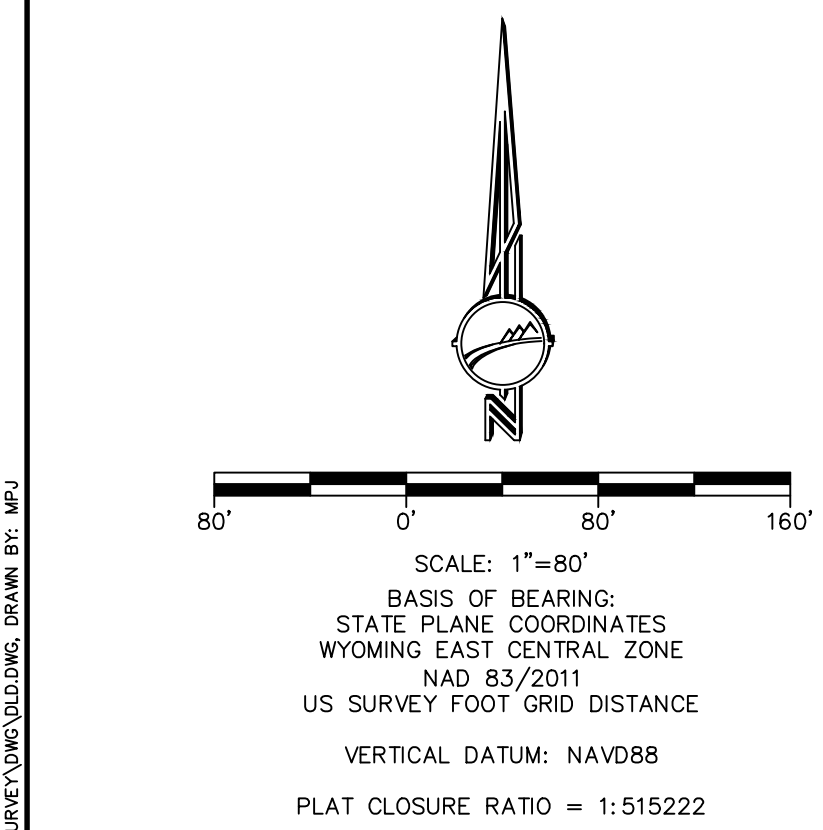 N
80' 0' 80' 160'
SCALE: 1"=80'
BASIS OF BEARING:
STATE PLANE COORDINATES
WYOMING EAST CENTRAL ZONE
NAD 83/2011
US SURVEY FOOT GRID DISTANCE
VERTICAL DATUM: NAVD88
PLAT CLOSURE RATIO = 1:515222
URVEY\DWG\DLD.DWG, DRAWN BY: MPJ